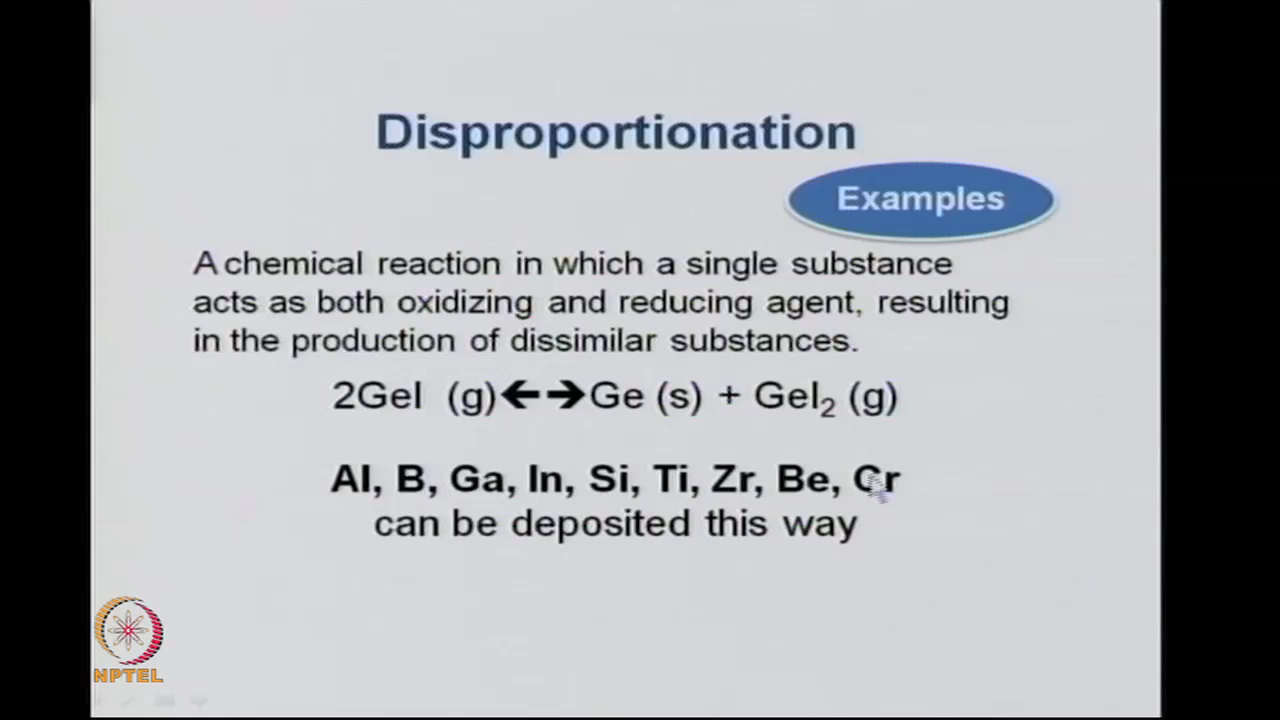 Disproportionation
Examples
A chemical reaction in which a single substance
acts as both oxidizing and reducing agent, resulting
in the production of dissimilar substances.
2GeI (g)🡨🡪Ge (s) + GeI₂ (g)
Al, B, Ga, In, Si, Ti, Zr, Be, Cr
can be deposited this way
NPTEL